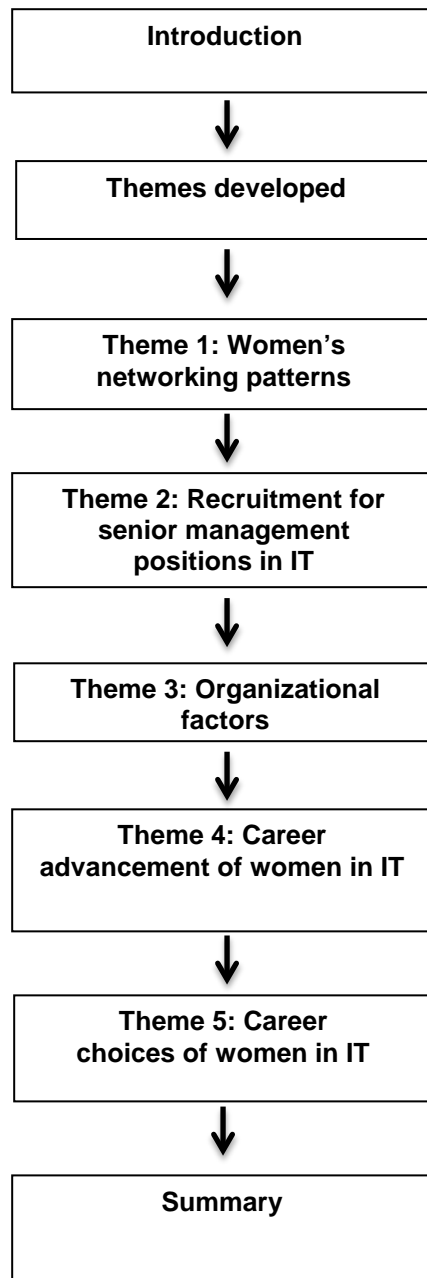 Introduction
Themes developed
Theme 1: Women’s
networking patterns
Theme 2: Recruitment for
senior management
positions in IT
Theme 3: Organizational
factors
Theme 4: Career
advancement of women in IT
Theme 5: Career
choices of women in IT
Summary